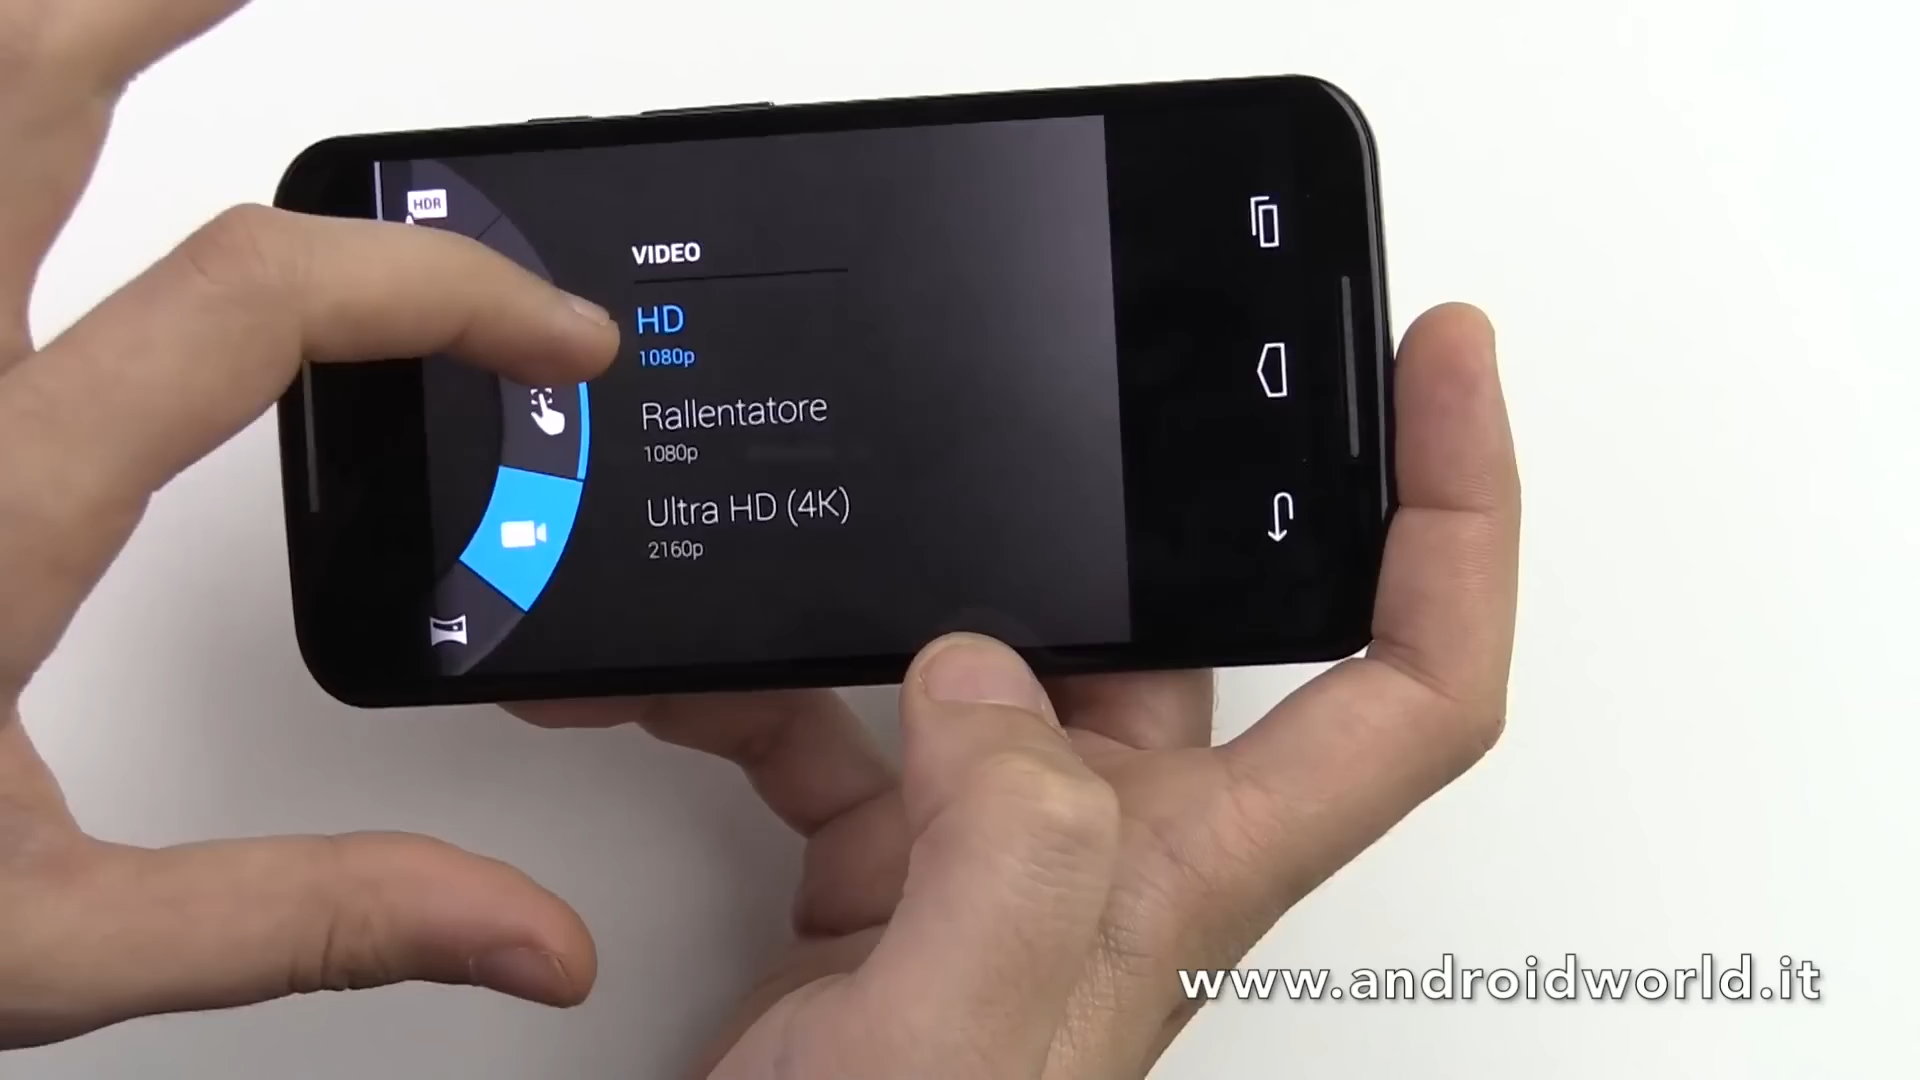 HDR
VIDEO
HD
1080p
Rallentatore
1080p
Ultra HD (4K)
2160p
www.androidworld.it